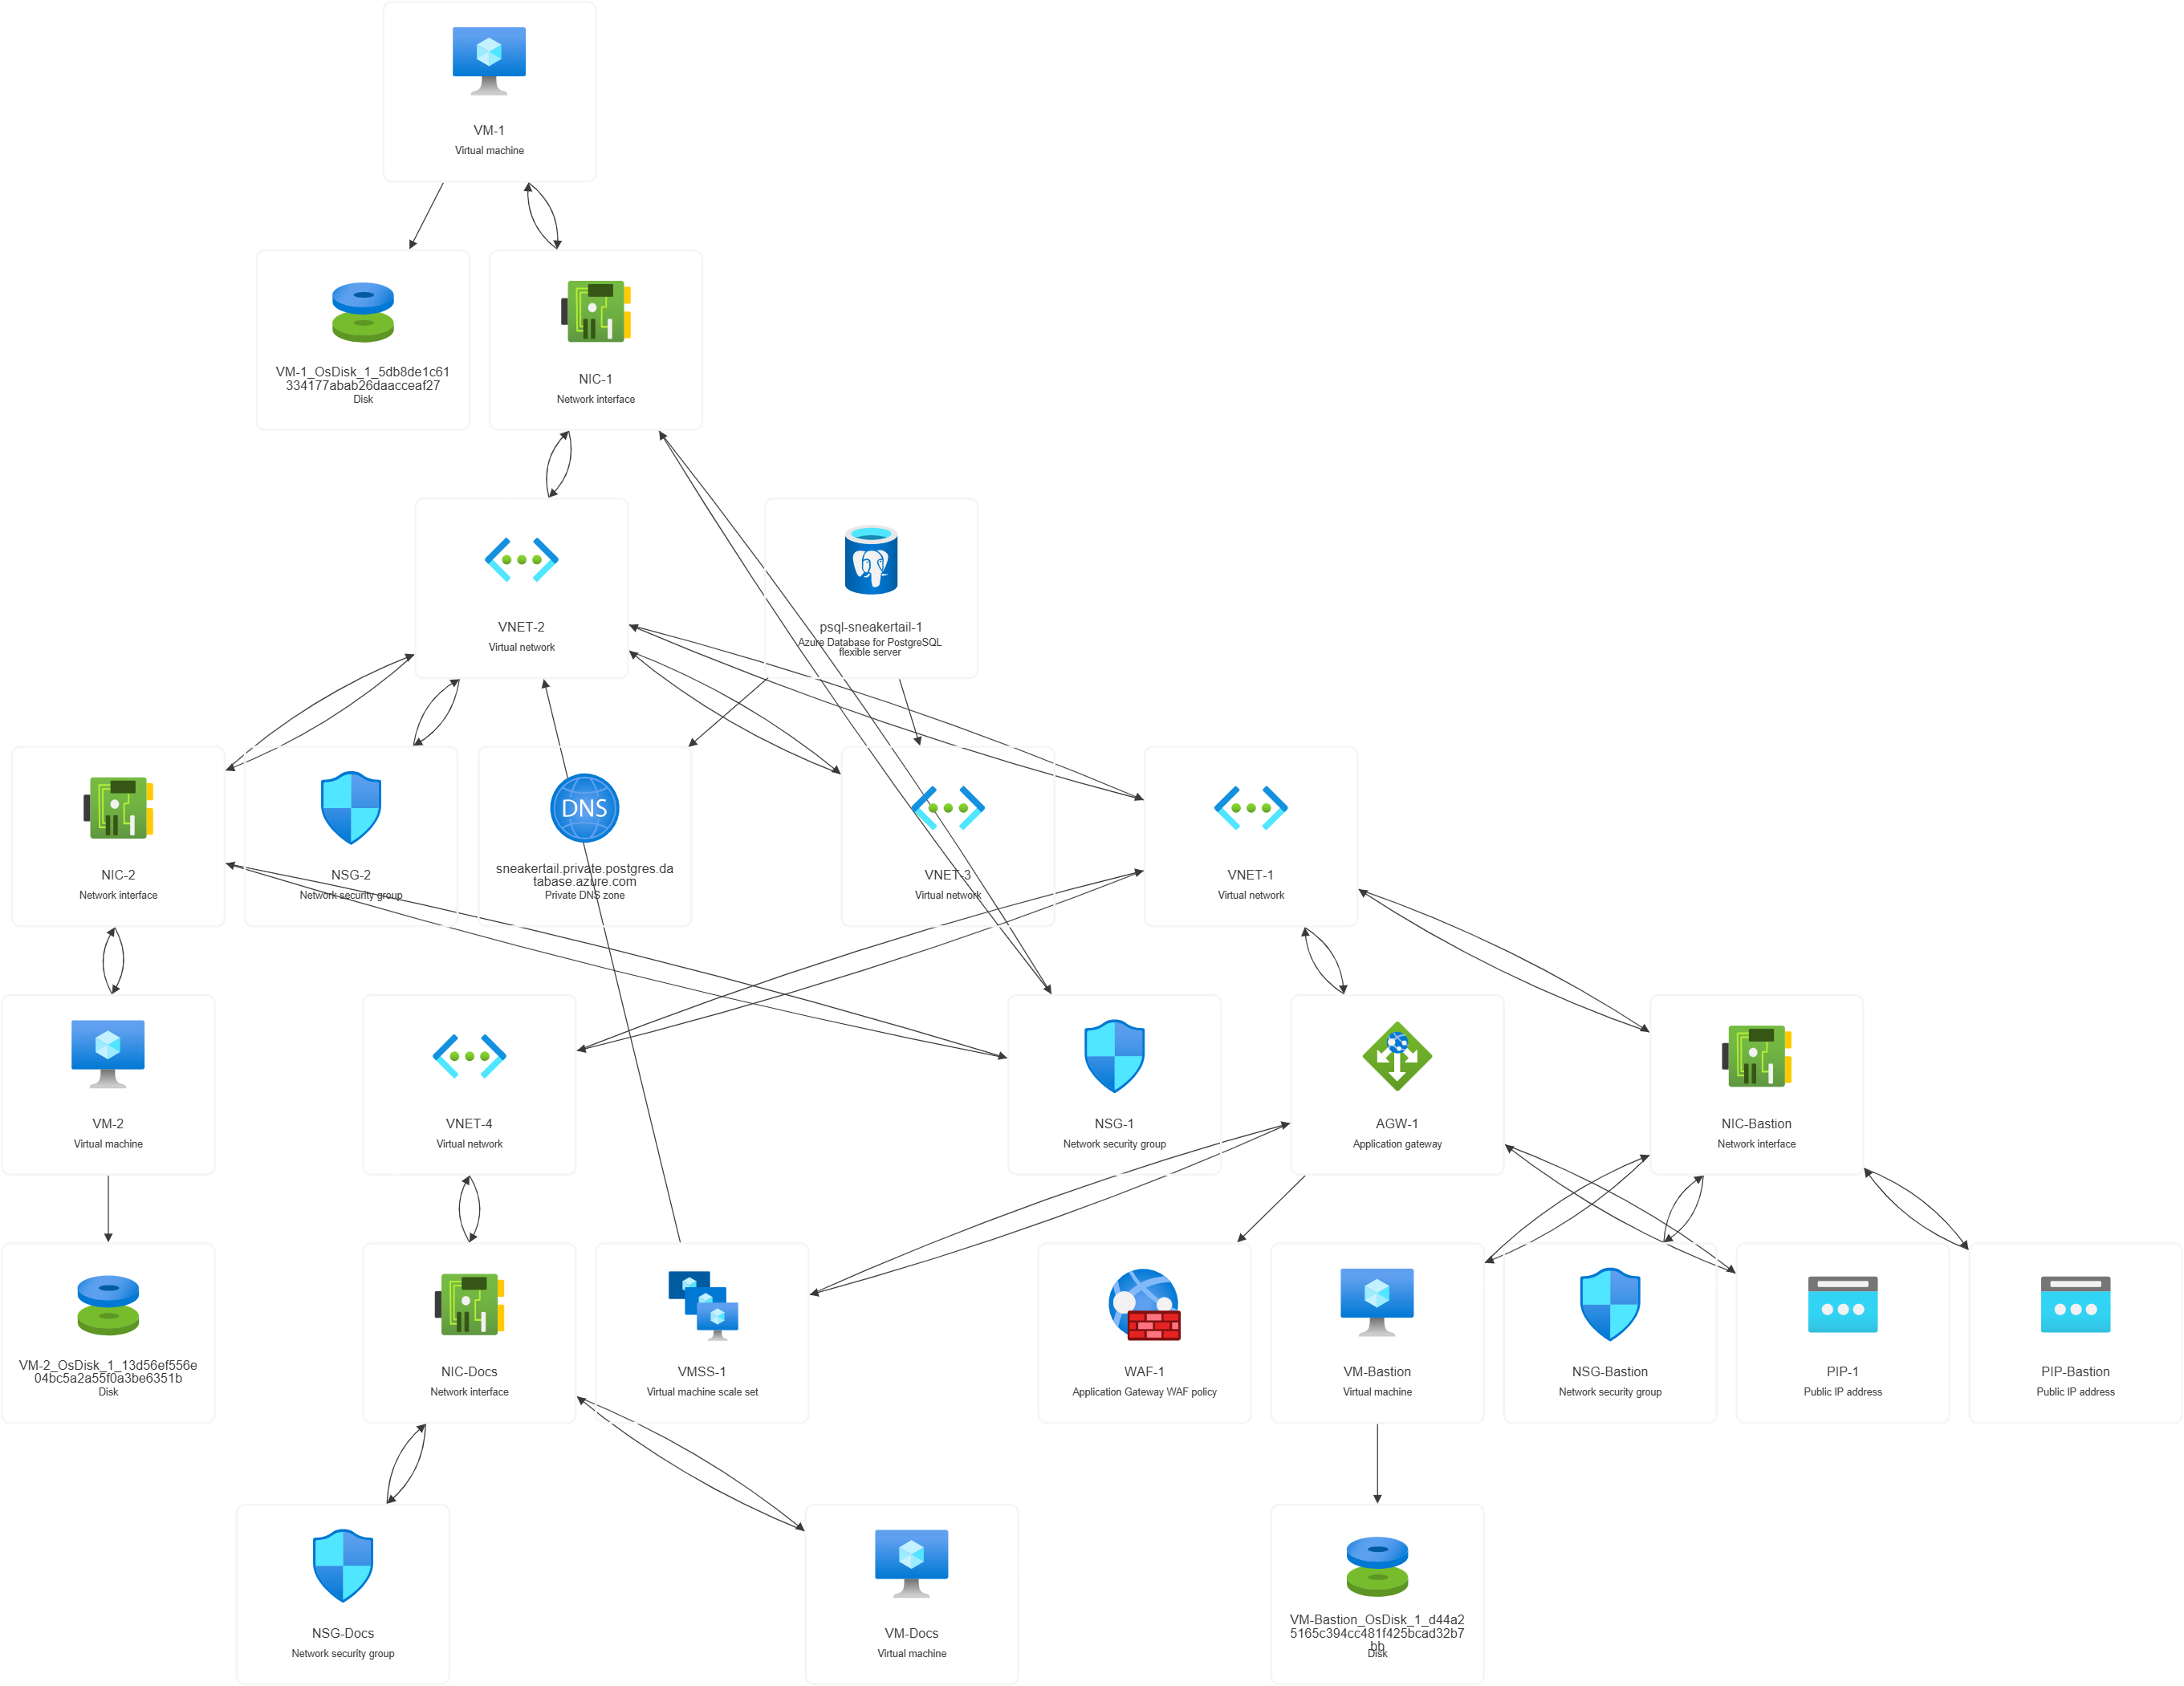 VM-1
Virtual machine
VM-1_OsDisk_1_5db8de1c61
334177abab26daacceaf27
Disk
NIC-1
Network interface
VNET-2
Virtual network
psql-sneakertail-1
Azure Database for PostgreSQL
flexible server
NIC-2
Network interface
NSG-2
Network security group
DNS
sneakertail.private.postgres.da
tabase.azure.com
Private DNS zone
VNET-3
Virtual network
VNET-1
Virtual network
VM-2
Virtual machine
VNET-4
Virtual network
NSG-1
Network security group
AGW-1
Application gateway
NIC-Bastion
Network interface
VM-2_OsDisk_1_13d56ef556e
04bc5a2a55f0a3be6351b
Disk
NIC-Docs
Network interface
VMSS-1
Virtual machine scale set
WAF-1
Application Gateway WAF policy
VM-Bastion
Virtual machine
NSG-Bastion
Network security group
PIP-1
Public IP address
PIP-Bastion
Public IP address
NSG-Docs
Network security group
VM-Docs
Virtual machine
VM-Bastion_OsDisk_1_d44a2
5165c394cc481f425bcad32b7
bb
Disk